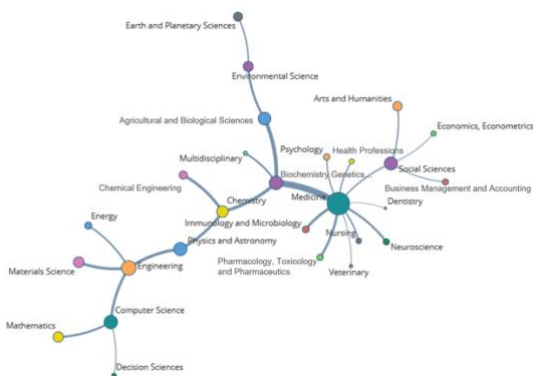 Earth and Planetary Sciences
Environmental Science
Arts and Humanities
Agricultural and Biological Sciences
Economics, Econometrics
Psychology
Health Professions
Multidisciplinary
Social Sciences
Biochemistry Genetics ...
Chemical Engineering
Business Management and Accounting
Chemistry
Medicine
Dentistry
Energy
Immunology and Microbiology
Nursing
Physics and Astronomy
Neuroscience
Pharmacology, Toxicology
and Pharmaceutics
Materials Science
Engineering
Veterinary
Computer Science
Mathematics
Decision Sciences